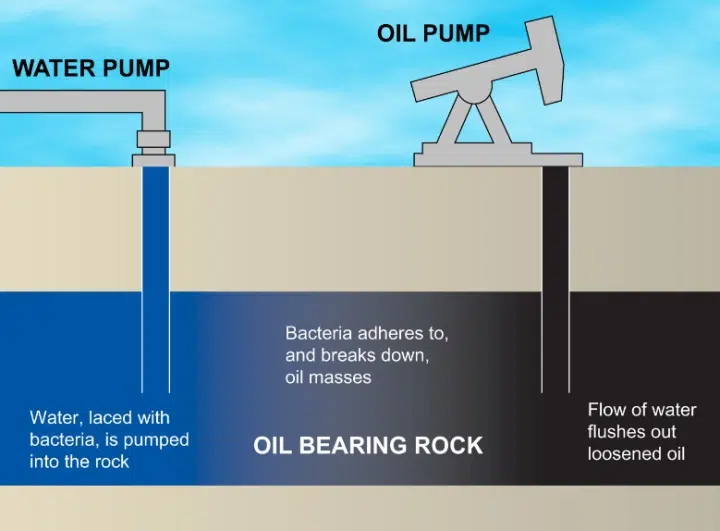 WATER PUMP
OIL PUMP
Water, laced with
bacteria, is pumped
into the rock
Bacteria adheres to,
and breaks down,
oil masses
OIL BEARING ROCK
Flow of water
flushes out
loosened oil